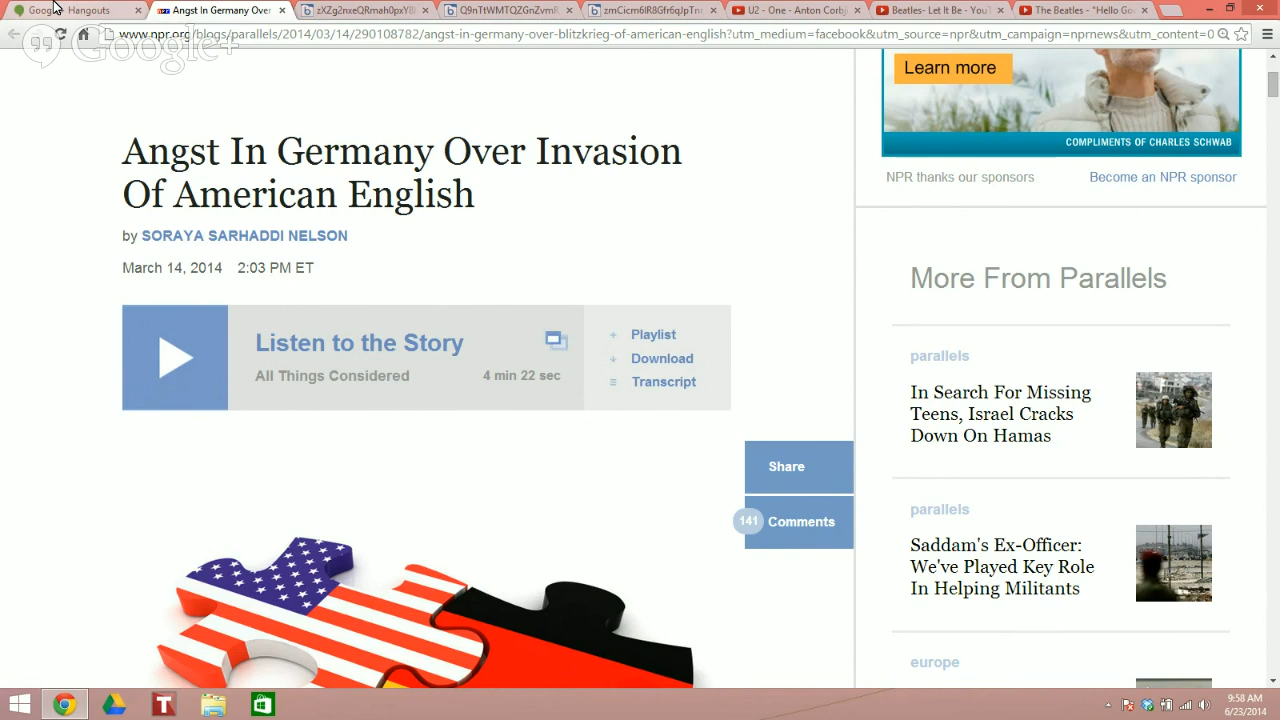 Google+ Hangouts
Angst In Germany Over
zXZg2nxeQRmah0pxYB
Q9nTtWMTQZGnZvmR
zmCicm6lR8Gfr6qJpTn
U2 - One - Anton Corbij
Beatles- Let It Be - You
The Beatles - "Hello Go
www.npr.org/blogs/parallels/2014/03/14/290108782/angst-in-germany-over-blitzkrieg-of-american-english?utm_medium=facebook&utm_source=npr&utm_campaign=nprnews&utm_content=0
Google+
Learn more
COMPLIMENTS OF CHARLES SCHWAB
NPR thanks our sponsors
Become an NPR sponsor
Angst In Germany Over Invasion
Of American English
by SORAYA SARHADDI NELSON
March 14, 2014 2:03 PM ET
Listen to the Story
All Things Considered
4 min 22 sec
Playlist
Download
Transcript
Share
141 Comments
More From Parallels
parallels
In Search For Missing
Teens, Israel Cracks
Down On Hamas
parallels
Saddam's Ex-Officer:
We've Played Key Role
In Helping Militants
europe
9:58 AM
6/23/2014